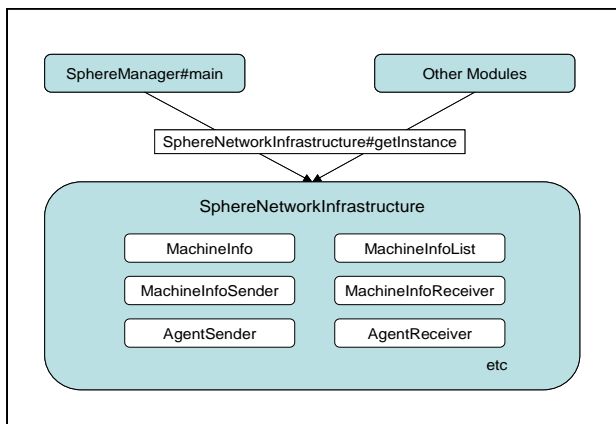 SphereManager#main
Other Modules
SphereNetworkInfrastructure#getInstance
SphereNetworkInfrastructure
MachineInfo
MachineInfoList
MachineInfoSender
MachineInfoReceiver
AgentSender
AgentReceiver
etc